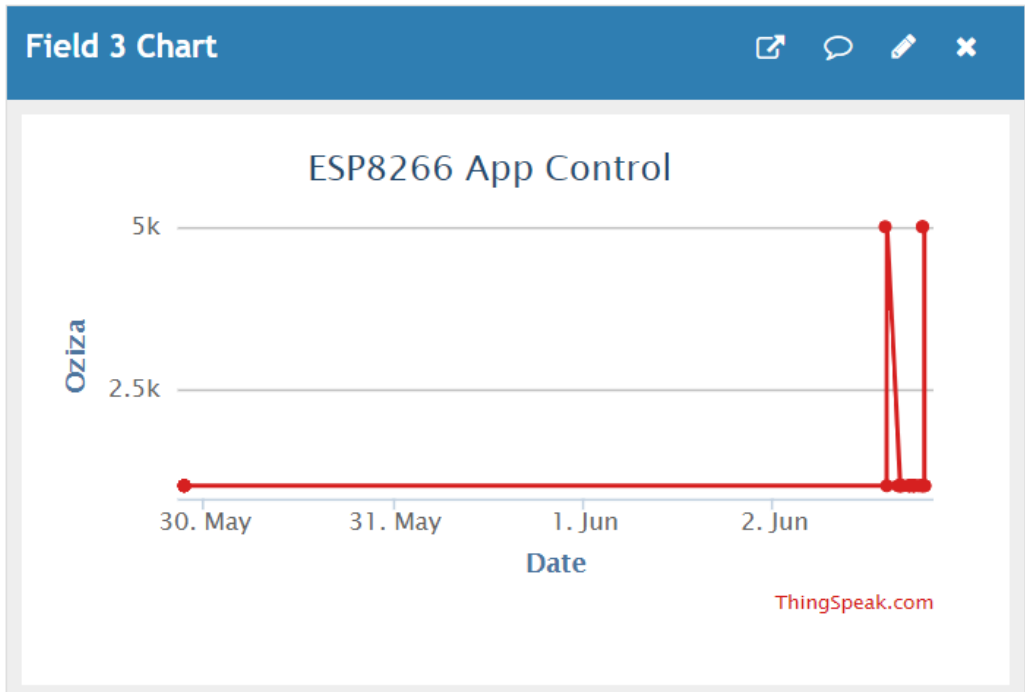 Field 3 Chart
ESP8266 App Control
5k
2.5k
Oziza
30. May
31. May
1. Jun
2. Jun
Date
ThingSpeak.com